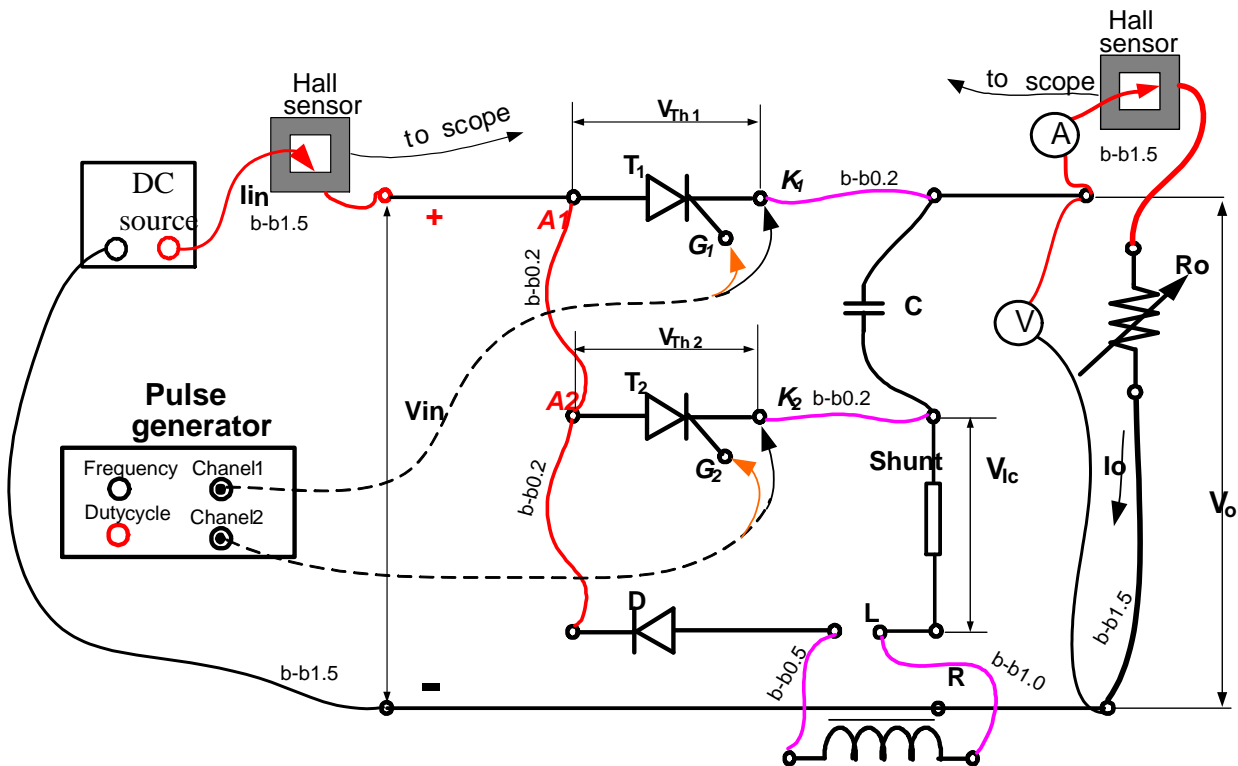 Hall
sensor
to scope
Hall
sensor
to scope
A
b-b1.5
DC
source
Iin
b-b1.5
+
VTh 1
T1
K1
b-b0.2
A1
G1
Ro
b-b0.2
C
V
VTh 2
T2
A2
K2
b-b0.2
Vin
Pulse
generator
Frequency
Chanel1
Dutycycle
Chanel2
G2
b-b0.2
Shunt
VIc
Io
Vo
D
L
b-b0.5
R
b-b1.0
b-b1.5
b-b1.5
-